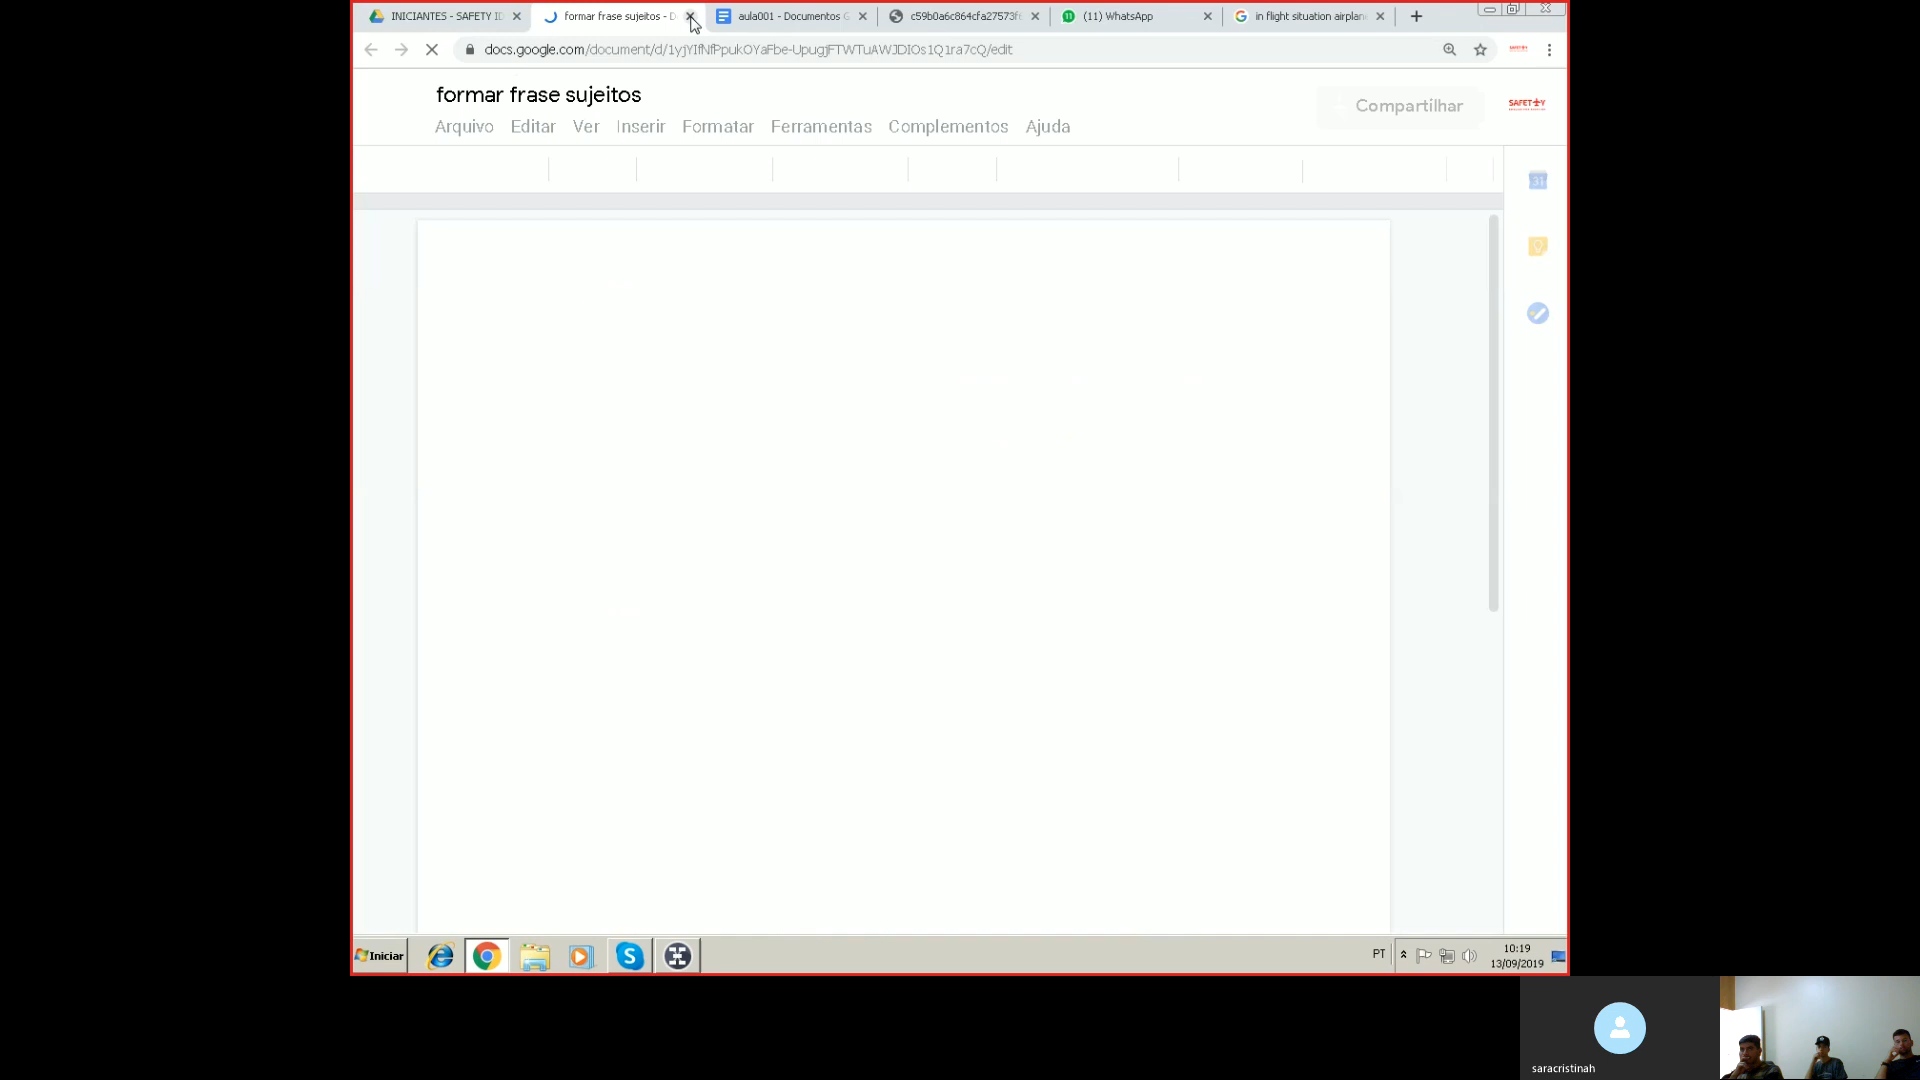 INICIANTES - SAFETY ID
formar frase sujeitos - D
aula001 - Documentos G
c59b0a6c864cfa27573f
(11) WhatsApp
in flight situation airplan
docs.google.com/document/d/1yjYIfNfPpukOYaFbe-UpugjFTWTuAWJDIOs1Q1ra7cQ/edit
formar frase sujeitos
Arquivo Editar Ver Inserir Formatar Ferramentas Complementos Ajuda
Compartilhar
SAFETY
31
Iniciar
PT
10:19
13/09/2019
saracristinah